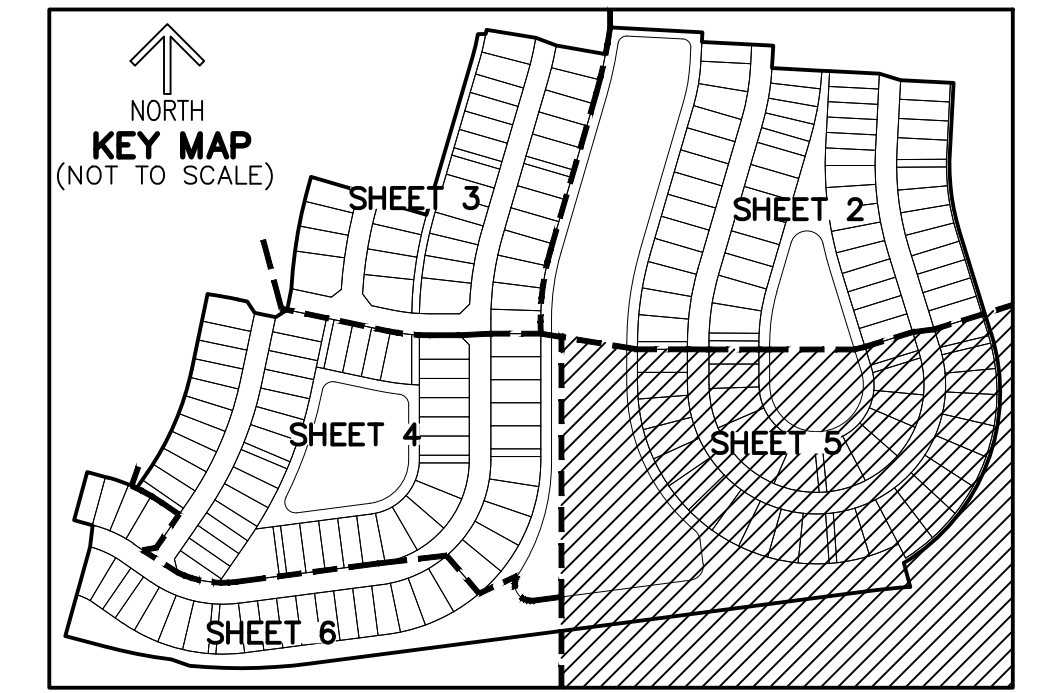 NORTH
KEY MAP
(NOT TO SCALE)
SHEET 3
SHEET 2
SHEET 4
SHEET 5
SHEET 6